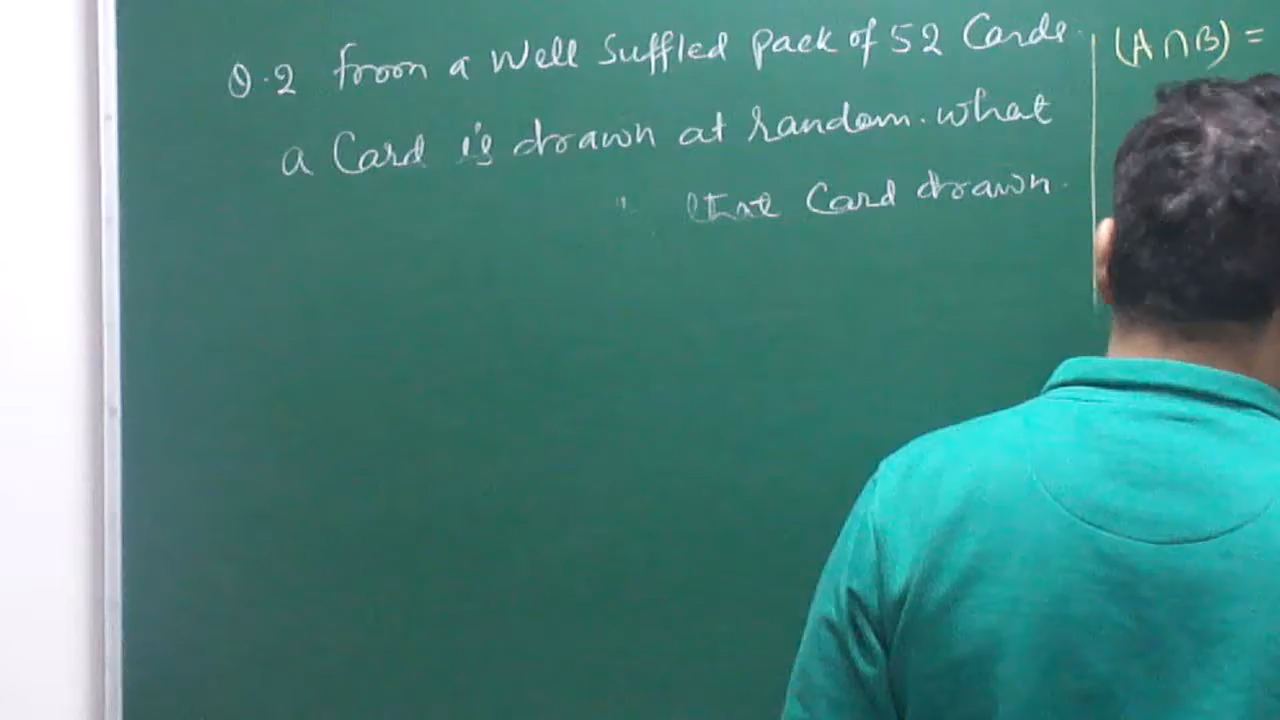 Q.2 from a Well Suffled pack of 52 Cards.
a Card is drawn at random. what
the Card drawn.
(A∩B) =